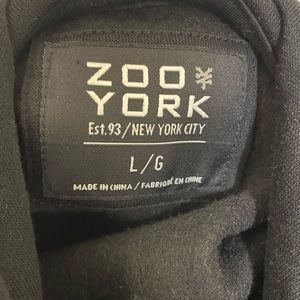 ZOO
YORK
Est.93/NEW YORK CITY
L/G
MADE IN CHINA / FABRIQUÉ EN CHINE